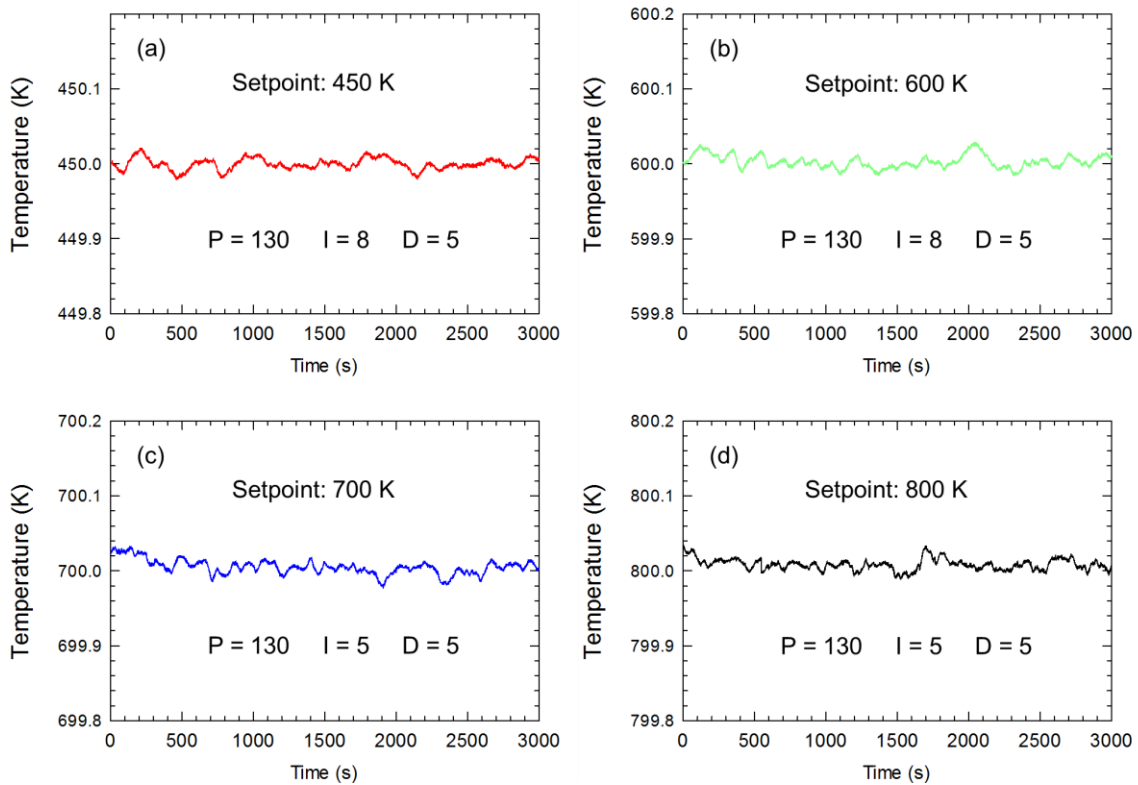 (a)
Setpoint: 450 K
P = 130 I = 8 D = 5
Temperature (K)
450.1
450.0
449.9
449.8
0 500 1000 1500 2000 2500 3000
Time (s)
600.2
(b)
Setpoint: 600 K
P = 130 I = 8 D = 5
Temperature (K)
600.1
600.0
599.9
599.8
0 500 1000 1500 2000 2500 3000
Time (s)
700.2
(c)
Setpoint: 700 K
P = 130 I = 5 D = 5
Temperature (K)
700.1
700.0
699.9
699.8
0 500 1000 1500 2000 2500 3000
Time (s)
800.2
(d)
Setpoint: 800 K
P = 130 I = 5 D = 5
Temperature (K)
800.1
800.0
799.9
799.8
0 500 1000 1500 2000 2500 3000
Time (s)